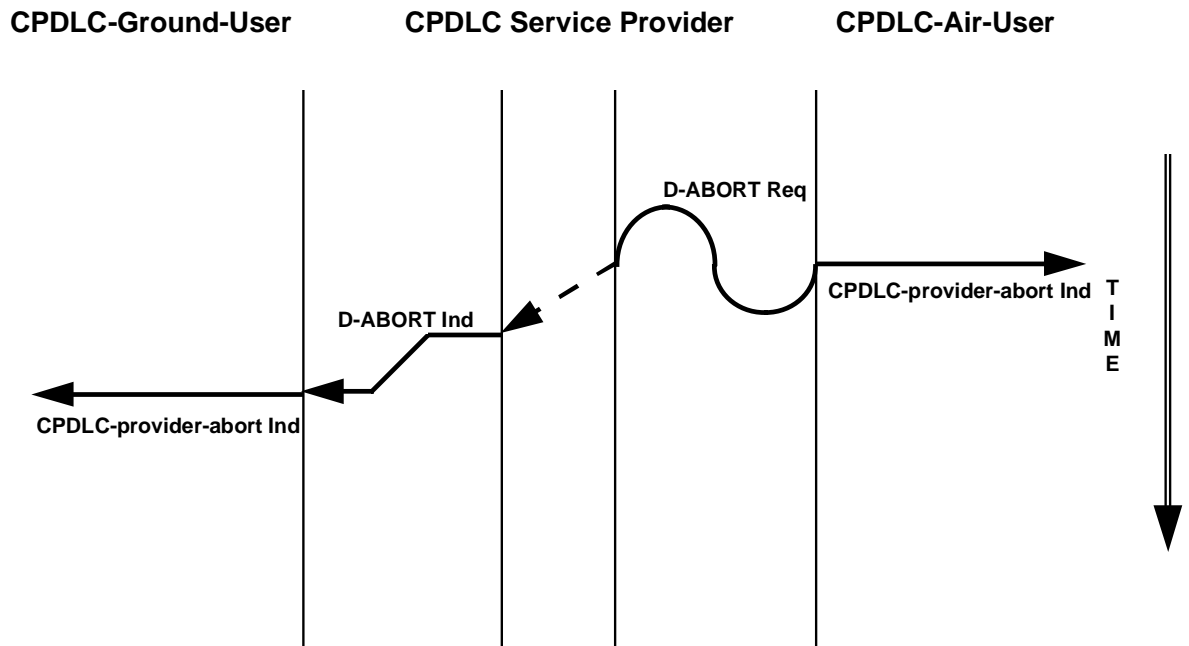 CPDLC-Ground-User
CPDLC Service Provider
CPDLC-Air-User
D-ABORT Req
CPDLC-provider-abort Ind
TIME
D-ABORT Ind
CPDLC-provider-abort Ind